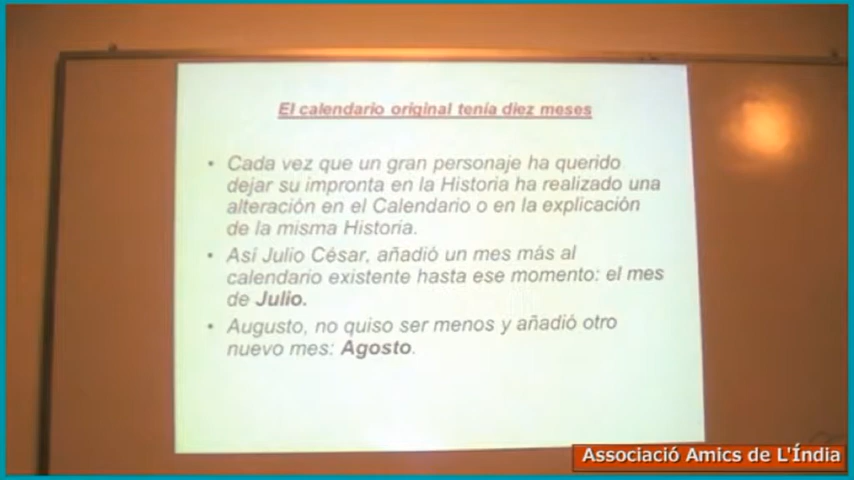 El calendario original tenía diez meses
• Cada vez que un gran personaje ha querido
dejar su impronta en la Historia ha realizado una
alteración en el Calendario o en la explicación
de la misma Historia.
• Así Julio César, añadió un mes más al
calendario existente hasta ese momento: el mes
de Julio.
• Augusto, no quiso ser menos y añadió otro
nuevo mes: Agosto.
Associació Amics de L'Índia